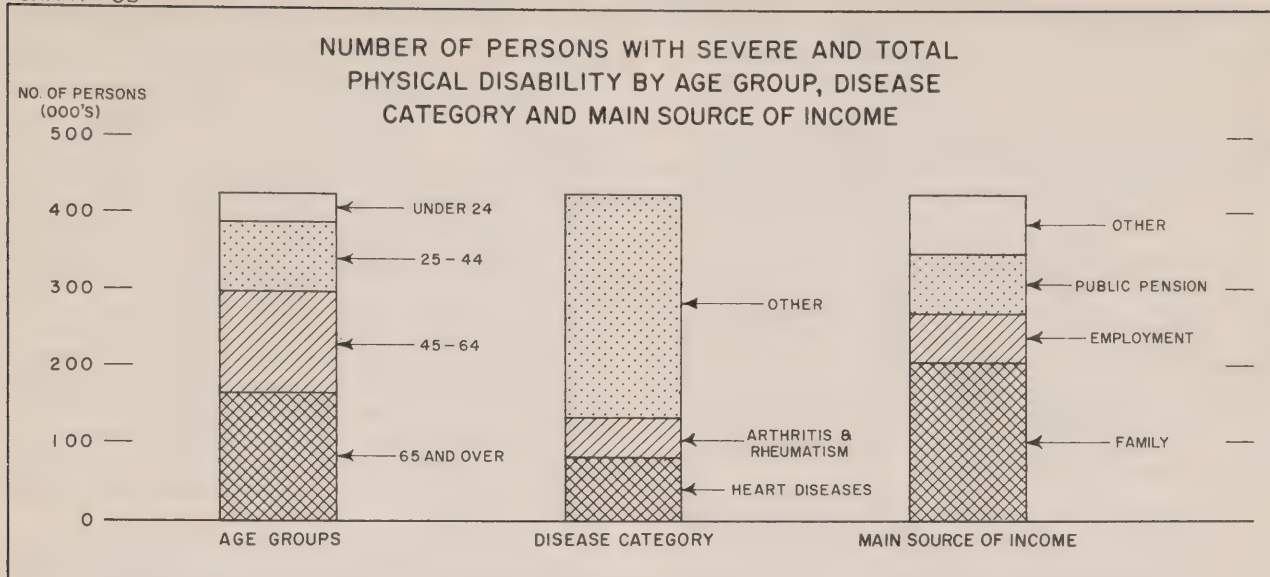 NUMBER OF PERSONS WITH SEVERE AND TOTAL
PHYSICAL DISABILITY BY AGE GROUP, DISEASE
CATEGORY AND MAIN SOURCE OF INCOME
NO. OF PERSONS
(000'S)
500
400
300
200
100
0
UNDER 24
25-44
45-64
65 AND OVER
OTHER
ARTHRITIS &
RHEUMATISM
HEART DISEASES
OTHER
PUBLIC PENSION
EMPLOYMENT
FAMILY
AGE GROUPS
DISEASE CATEGORY
MAIN SOURCE OF INCOME